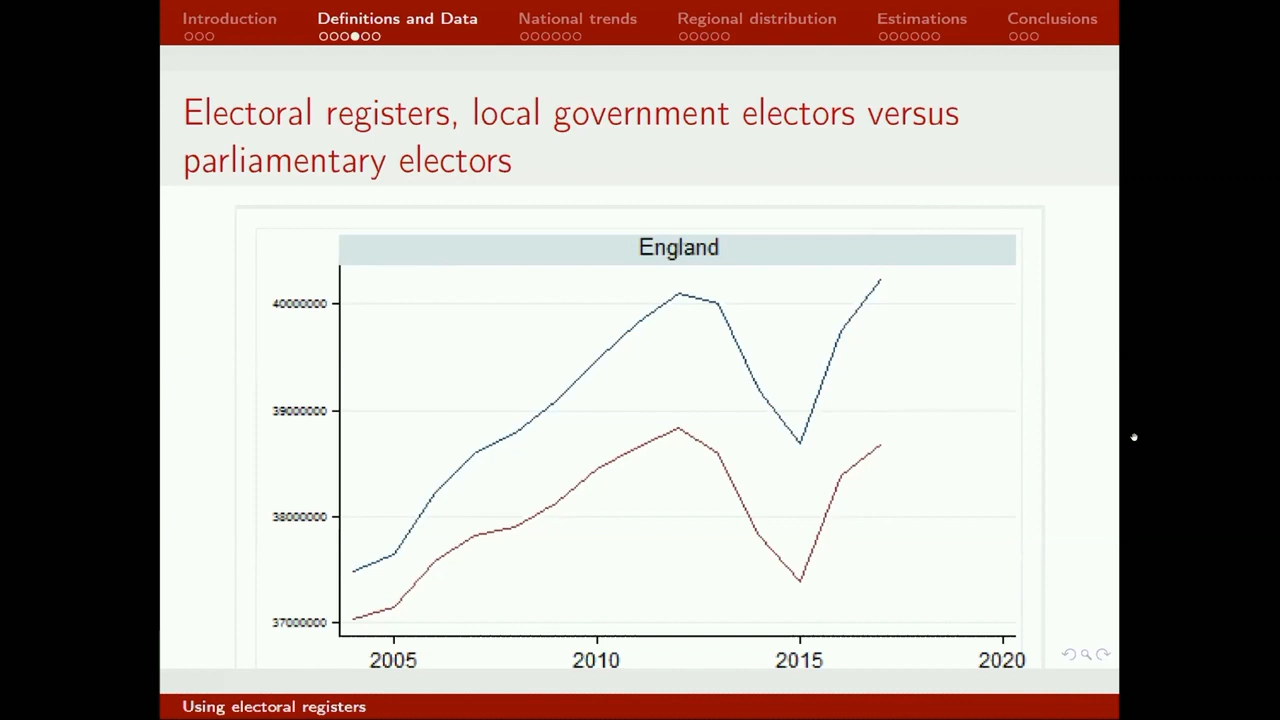 Introduction Definitions and Data National trends Regional distribution Estimations Conclusions
Electoral registers, local government electors versus
parliamentary electors
England
40000000
39000000
38000000
37000000
2005 2010 2015 2020
Using electoral registers